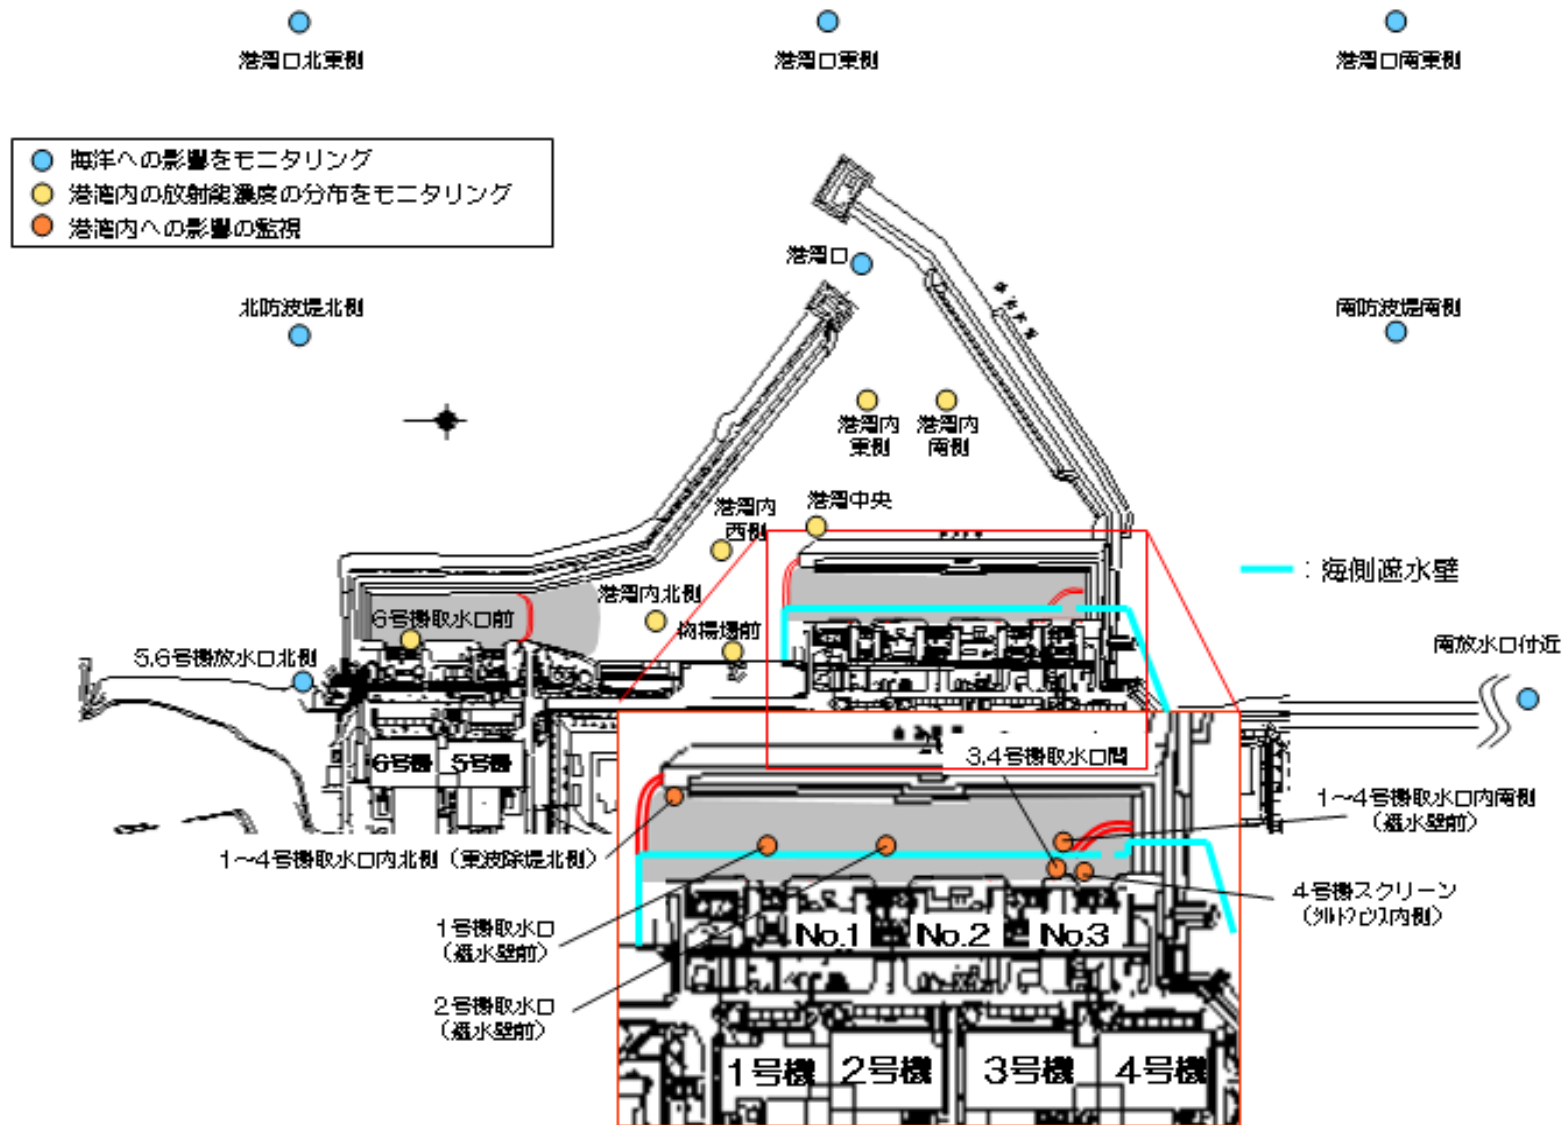 港湾口北東側
港湾口東側
港湾口南東側
海洋への影響をモニタリング
港湾内の放射能濃度の分布をモニタリング
港湾内への影響の監視
港湾口
北防波堤北側
南防波堤南側
港湾内
東側
港湾内
南側
港湾内
西側
港湾中央
:海側遮水壁
港湾内北側
6号機取水口前
物揚場前
5,6号機放水口北側
南放水口付近
6号機
5号機
3,4号機取水口間
1〜4号機取水口内南側
(遮水壁前)
1〜4号機取水口内北側(東波除堤北側)
4号機スクリーン
(シルトフェンス内側)
1号機取水口
(遮水壁前)
No.1
No.2
No.3
2号機取水口
(遮水壁前)
1号機
2号機
3号機
4号機